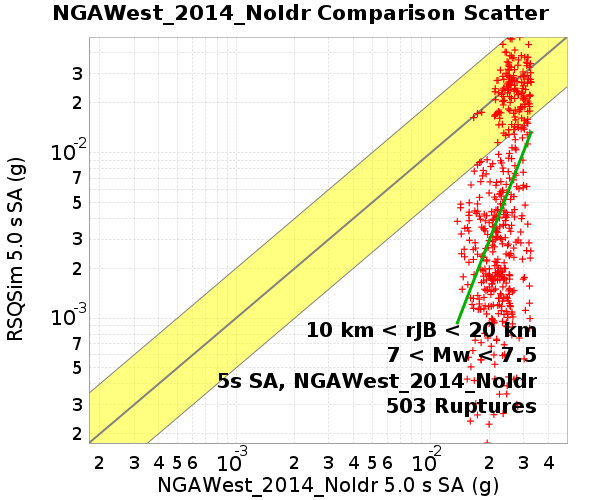 NGAWest_2014_NoIdr Comparison Scatter
RSQSim 5.0 s SA (g)
3
2
10-2
7
5
3
2
10-3
7
5
3
2
10 km < rJB < 20 km
7 < Mw < 7.5
5s SA, NGAWest_2014_NoIdr
503 Ruptures
2 3 4 5 6 10-3 2 3 4 5 6 10-2 2 3 4
NGAWest_2014_NoIdr 5.0 s SA (g)